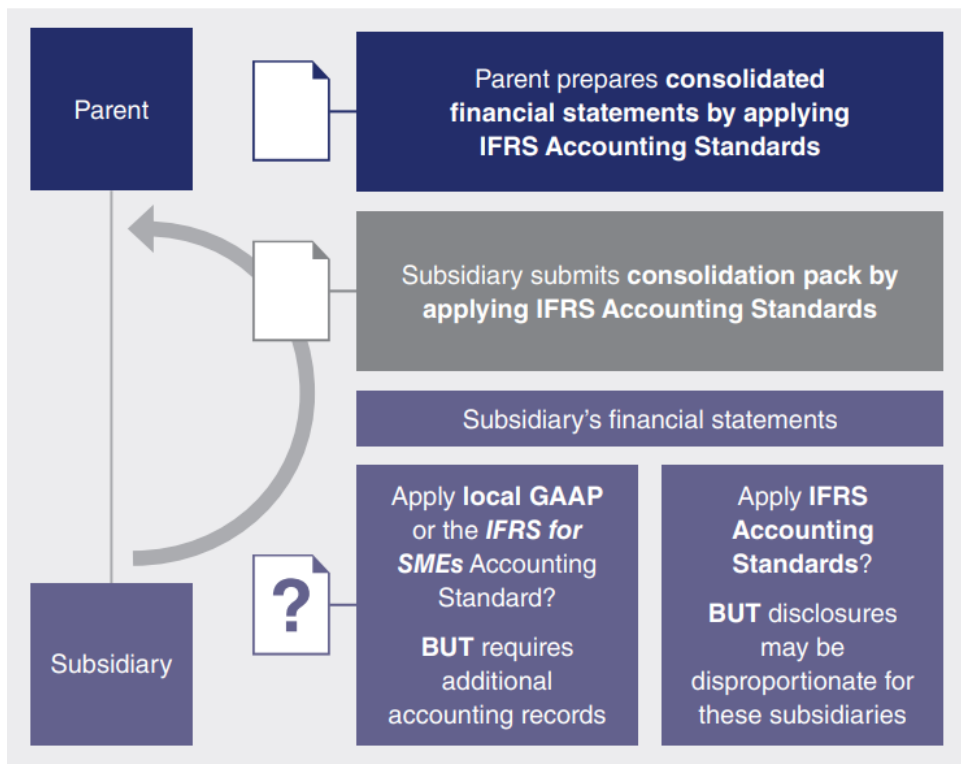 Parent
Parent prepares consolidated
financial statements by applying
IFRS Accounting Standards
Subsidiary submits consolidation pack by
applying IFRS Accounting Standards
Subsidiary’s financial statements
Apply local GAAP
or the IFRS for
SMEs Accounting
Standard?
BUT requires
additional
accounting records
Apply IFRS
Accounting
Standards?
BUT disclosures
may be
disproportionate for
these subsidiaries
?
Subsidiary